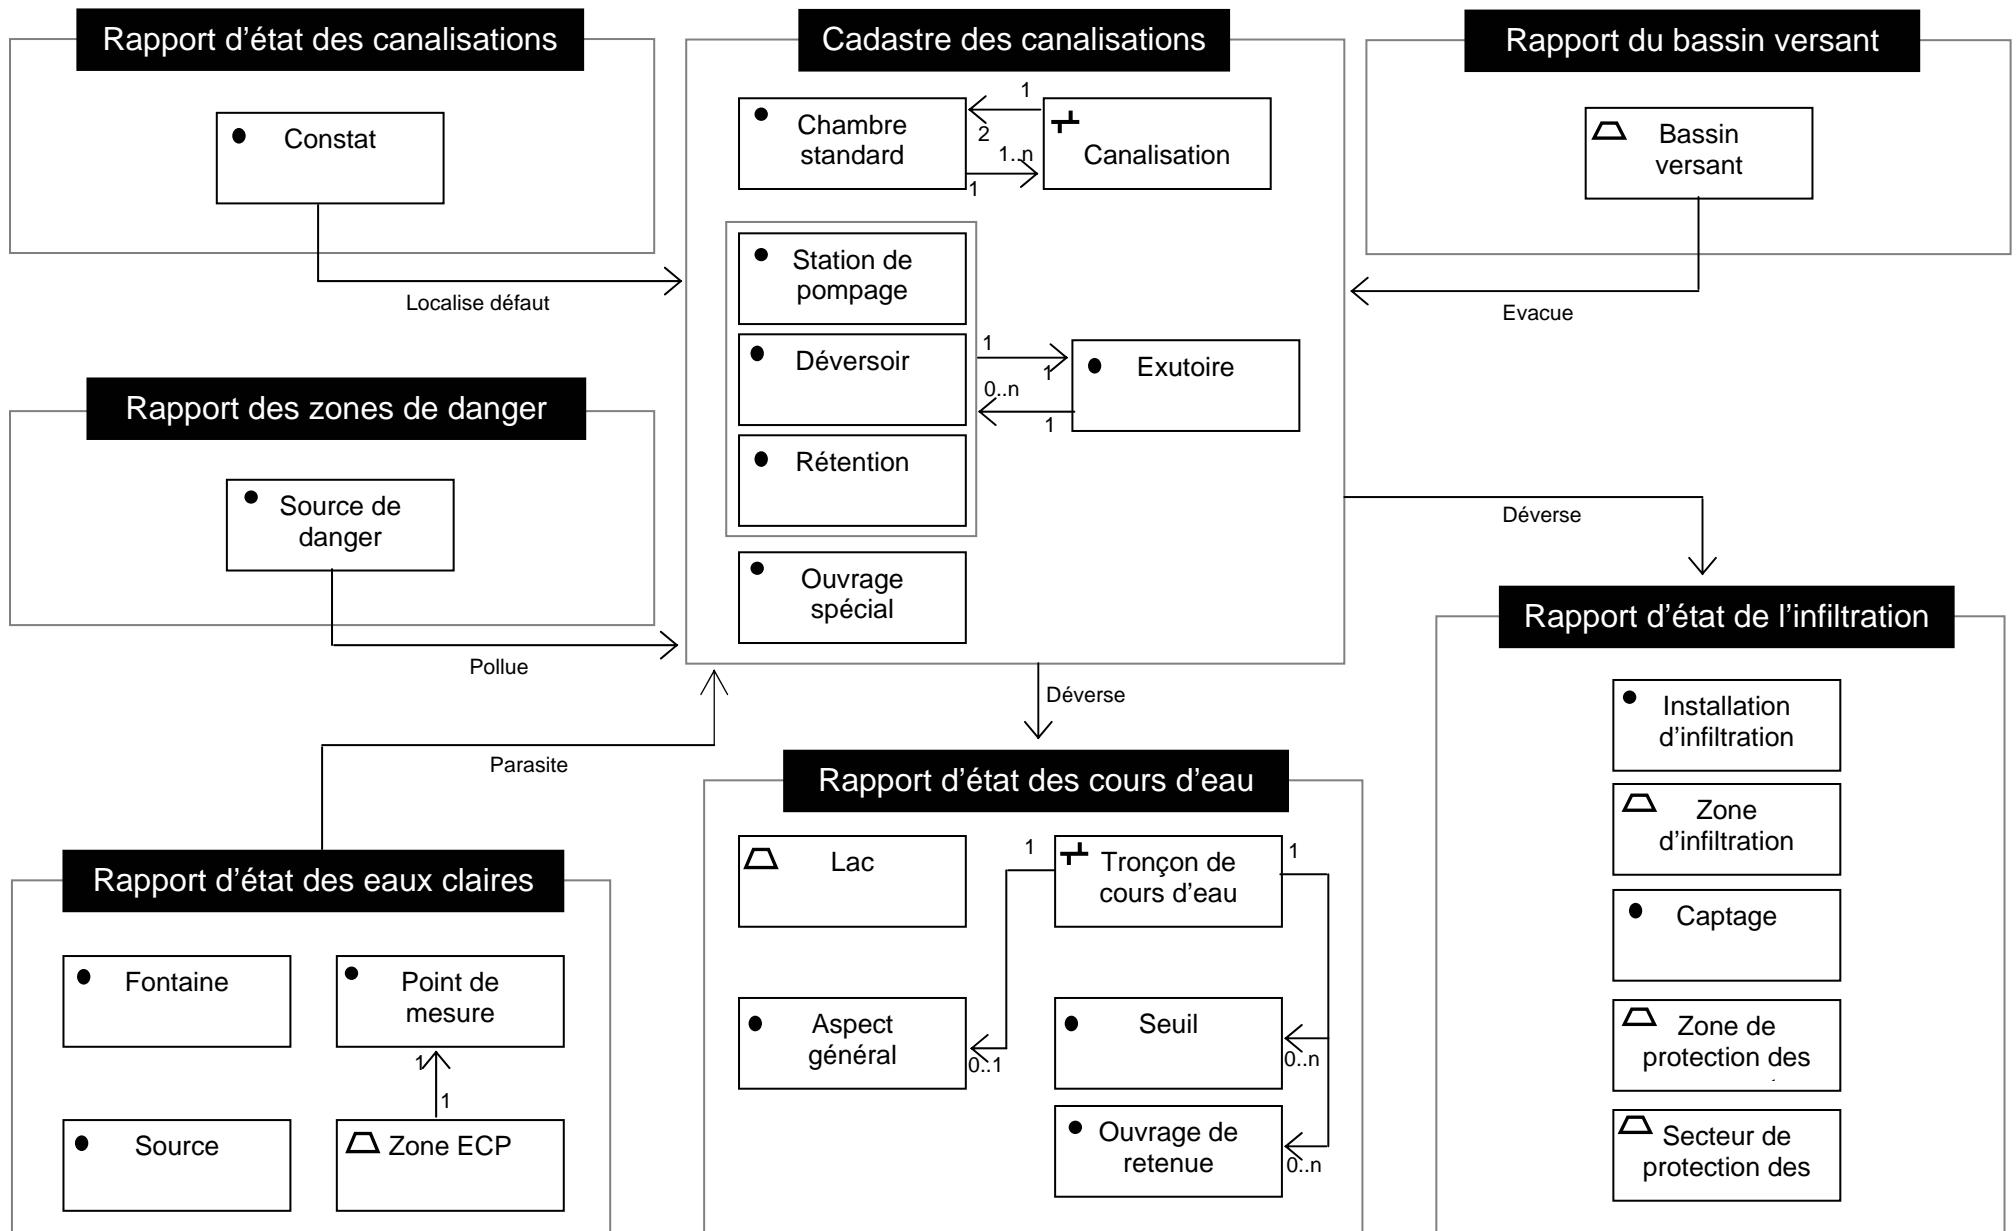 Rapport d’état des canalisations
Constat
Localise défaut
Rapport des zones de danger
Source de
danger
Pollue
Parasite
Rapport d’état des eaux claires
Fontaine
Point de
mesure
1
1
Source
Zone ECP
Cadastre des canalisations
Chambre
standard
1
2
1..n
1
Canalisation
Station de
pompage
Déversoir
Rétention
1
1
0..n
1
Exutoire
Ouvrage
spécial
Déverse
Rapport d’état des cours d’eau
Lac
1
Tronçon de
cours d’eau
1
Aspect
général
0..1
Seuil
0..n
Ouvrage de
retenue
0..n
Rapport du bassin versant
Bassin
versant
Evacue
Déverse
Rapport d’état de l’infiltration
Installation
d’infiltration
Zone
d’infiltration
Captage
Zone de
protection des
Secteur de
protection des